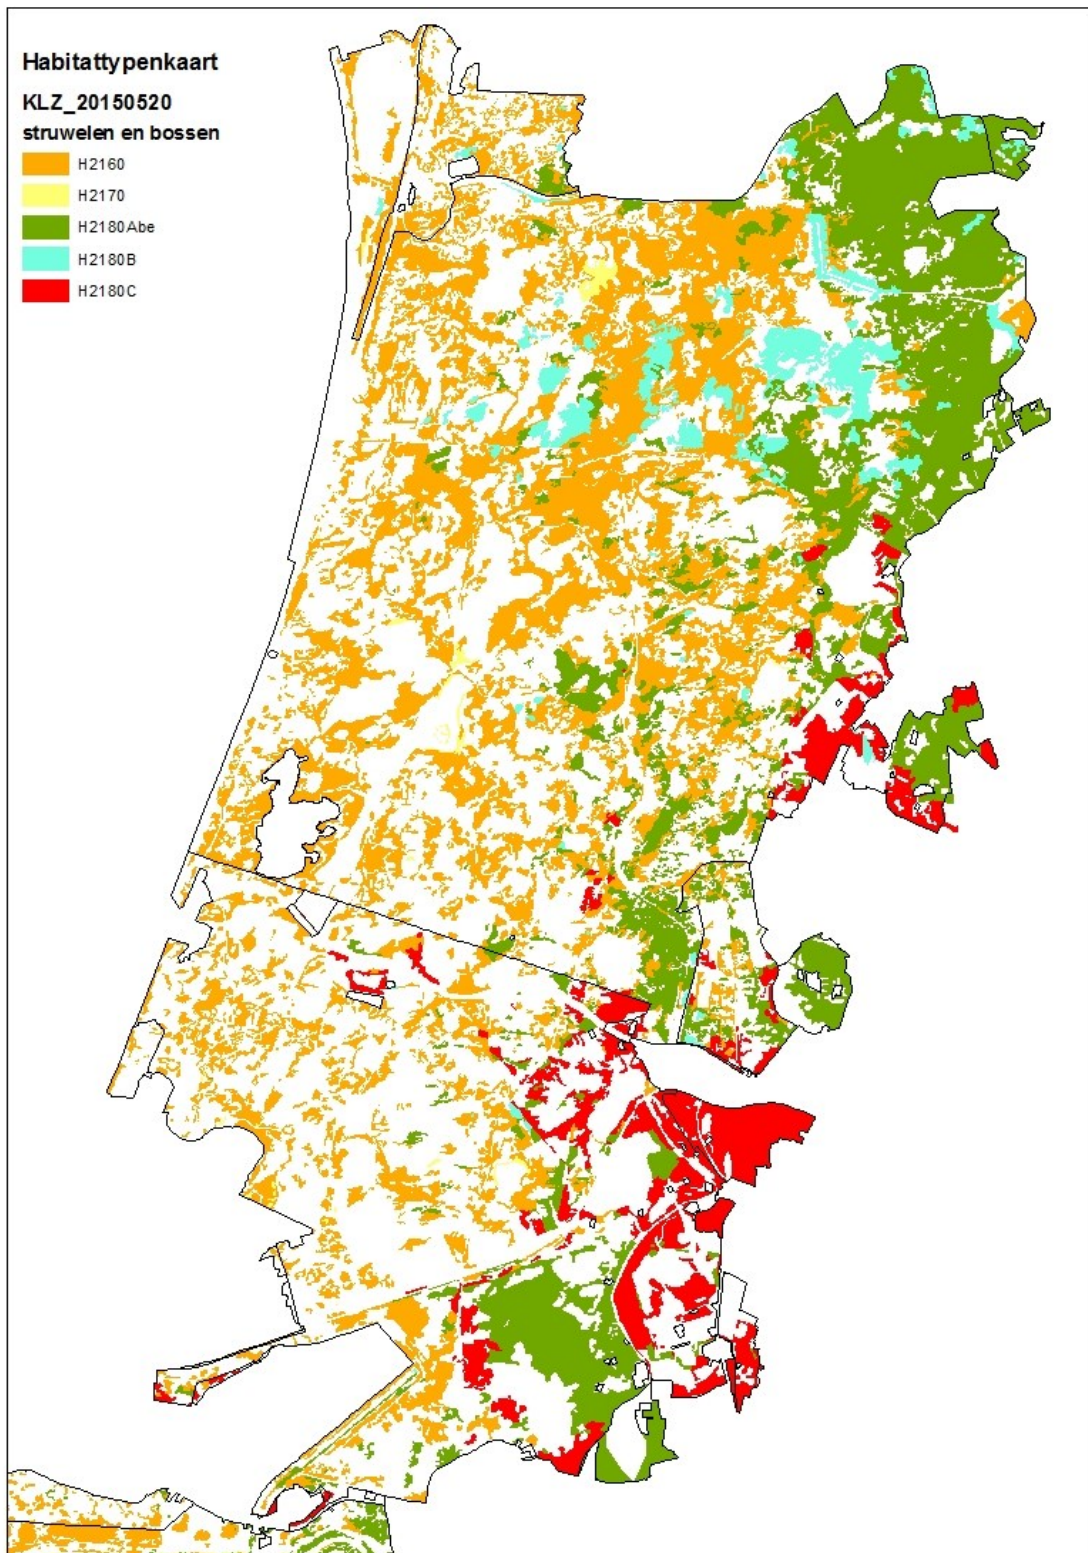 Habitattypenkaart
KLZ_20150520
struwelen en bossen
H2160
H2170
H2180Abe
H2180B
H2180C